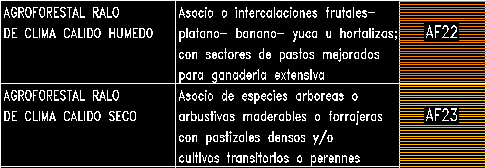 AGROFORESTAL RALO
DE CLIMA CALIDO HUMEDO
Asocio o intercalaciones frutales-
platano- banano- yuca u hortalizas;
con sectores de pastos mejorados
para ganaderia extensiva
AF22
AGROFORESTAL RALO
DE CLIMA CALIDO SECO
Asocio de especies arboreas o
arbustivas maderables o forrajeras
con pastizales densos y/o
cultivos transitorios o perennes
AF23